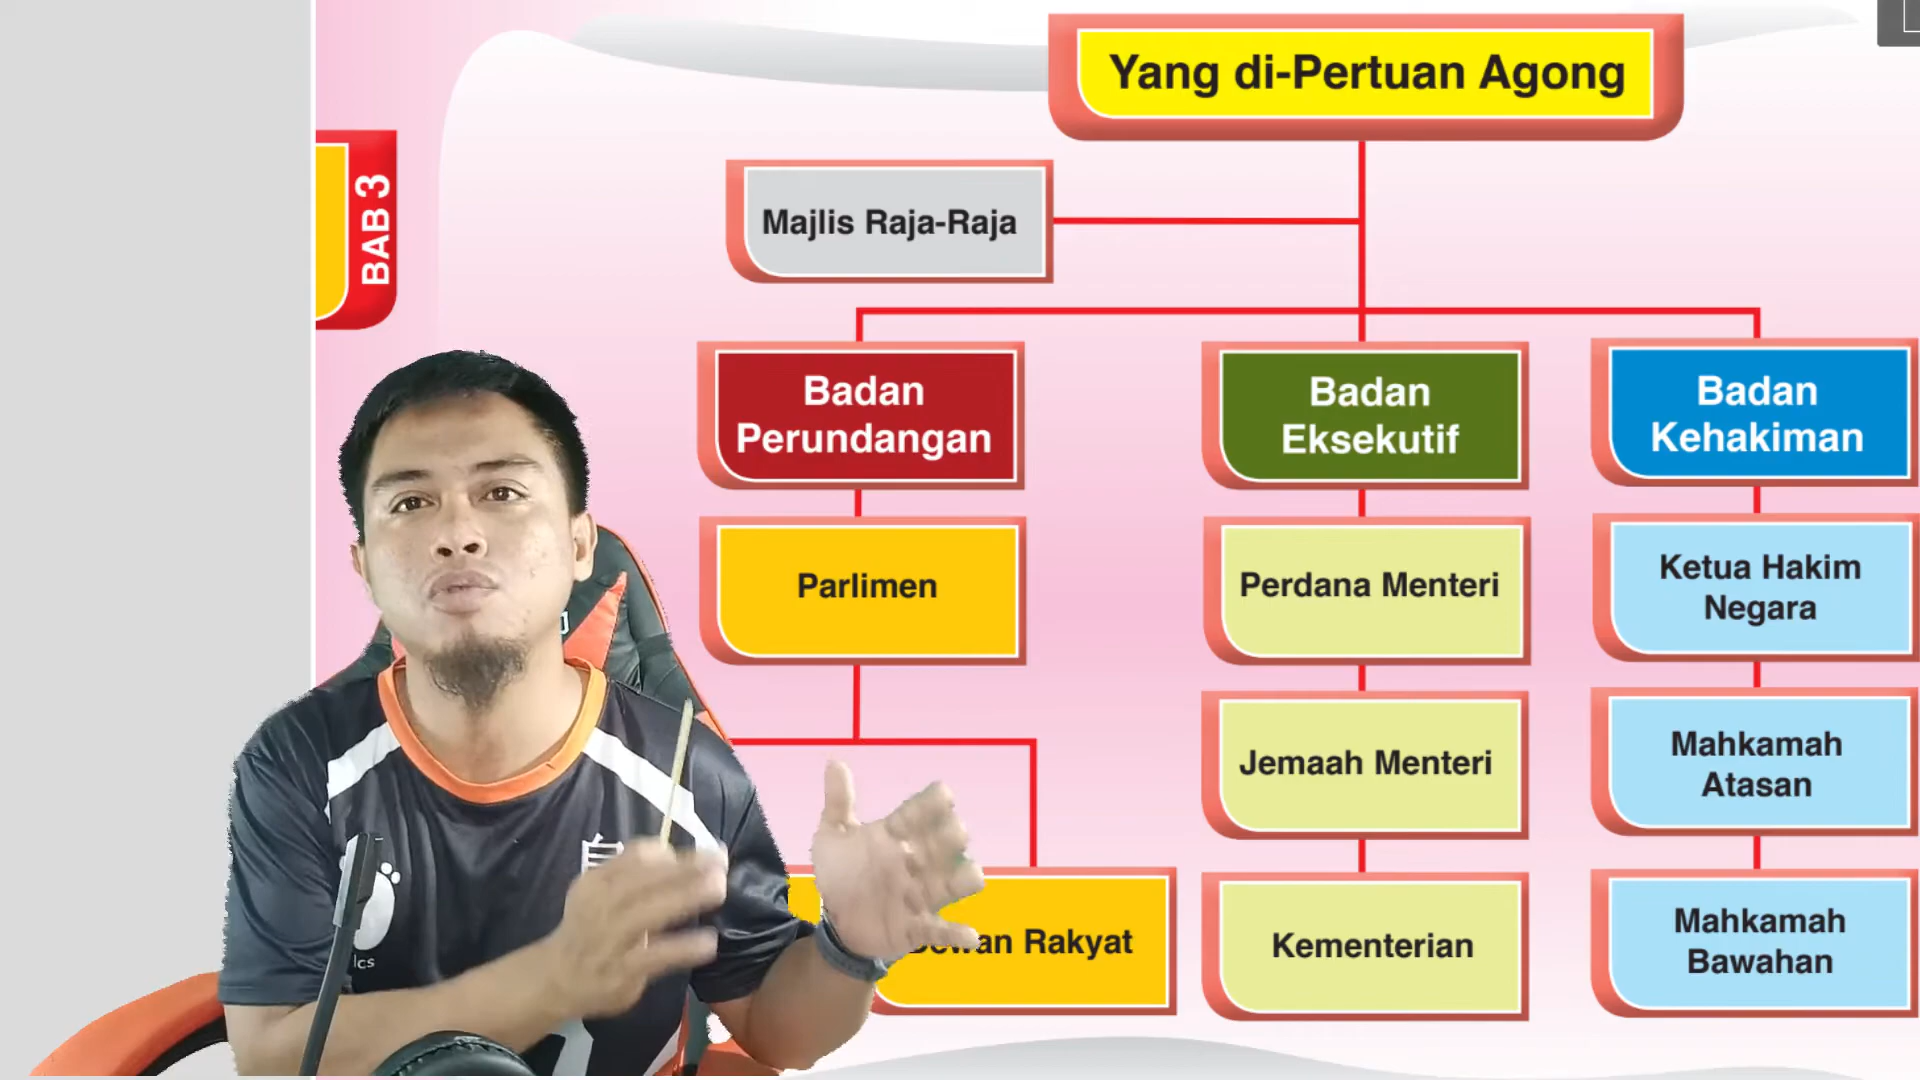 Yang di-Pertuan Agong
BAB 3
Majlis Raja-Raja
Badan
Perundangan
Badan
Eksekutif
Badan
Kehakiman
Parlimen
Perdana Menteri
Ketua Hakim
Negara
Jemaah Menteri
Mahkamah
Atasan
Dewan Rakyat
Kementerian
Mahkamah
Bawahan